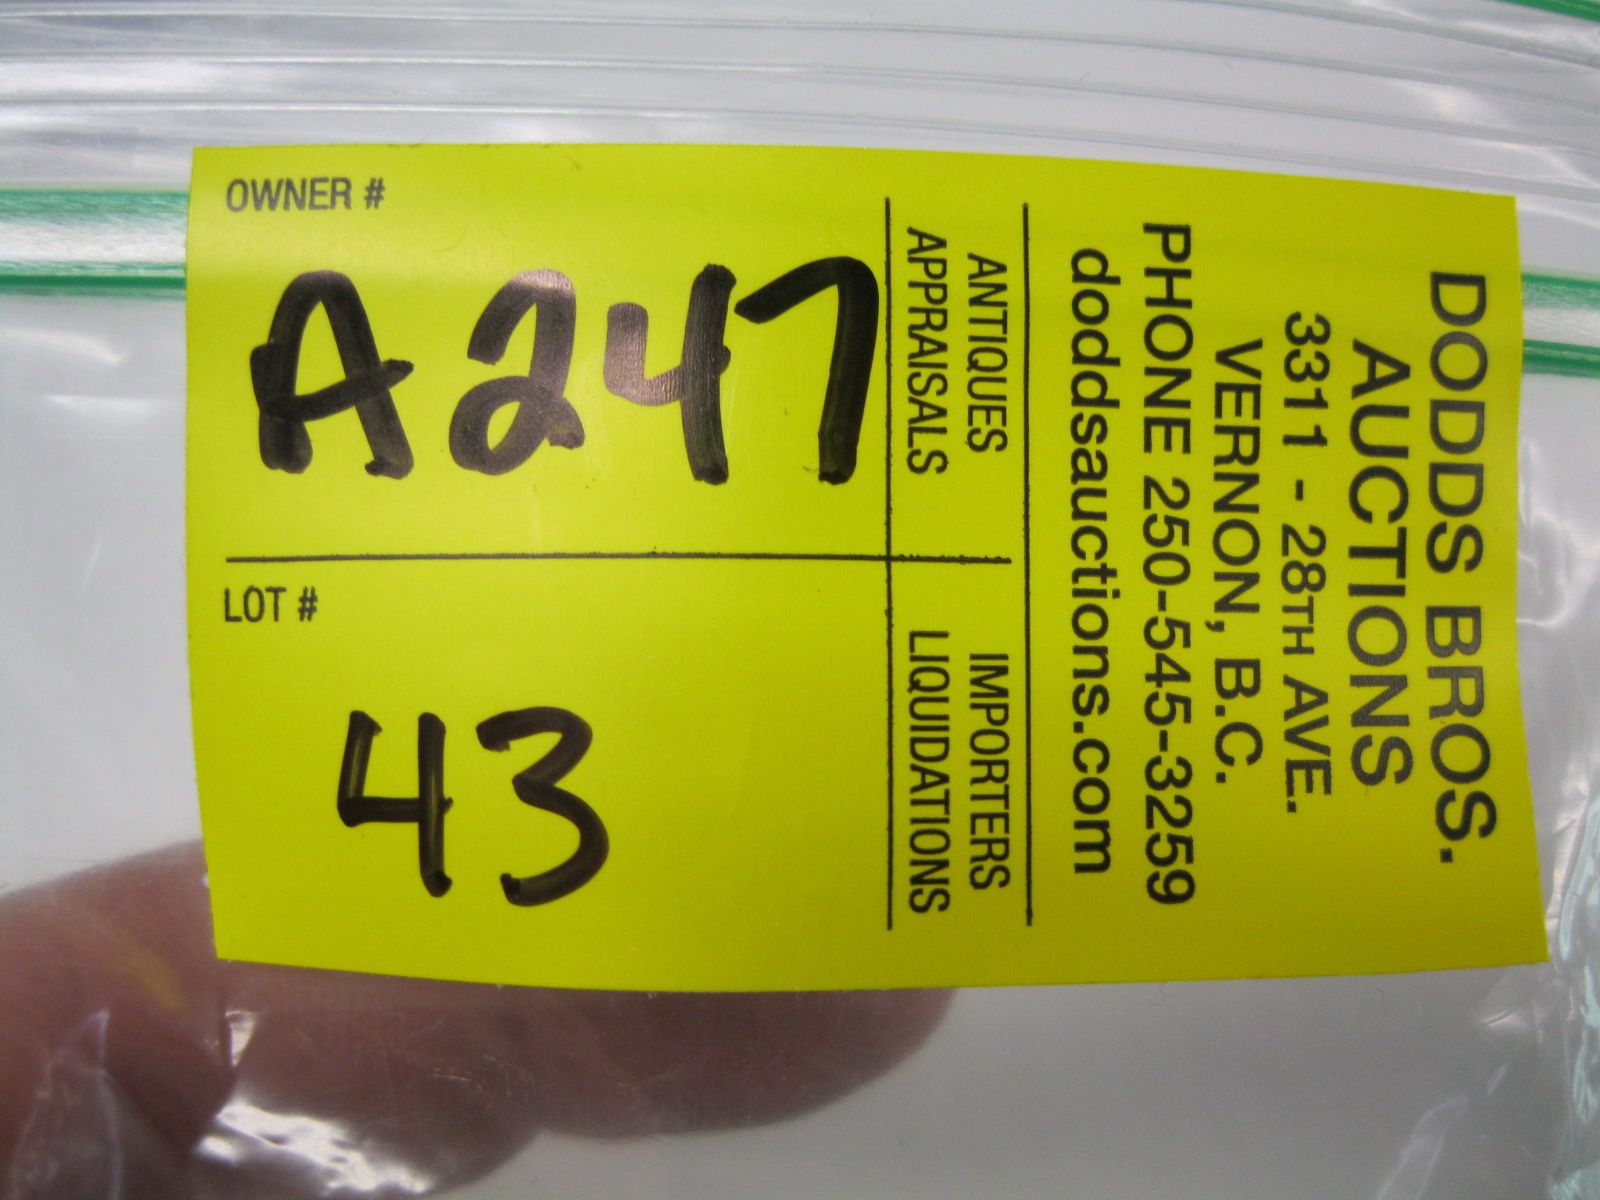 OWNER #
A247
LOT #
43
ANTIQUES
APPRAISALS
IMPORTERS
LIQUIDATIONS
DODDS BROS.
AUCTIONS
3311 - 28TH AVE.
VERNON, B.C.
PHONE 250-545-3259
doddsauctions.com